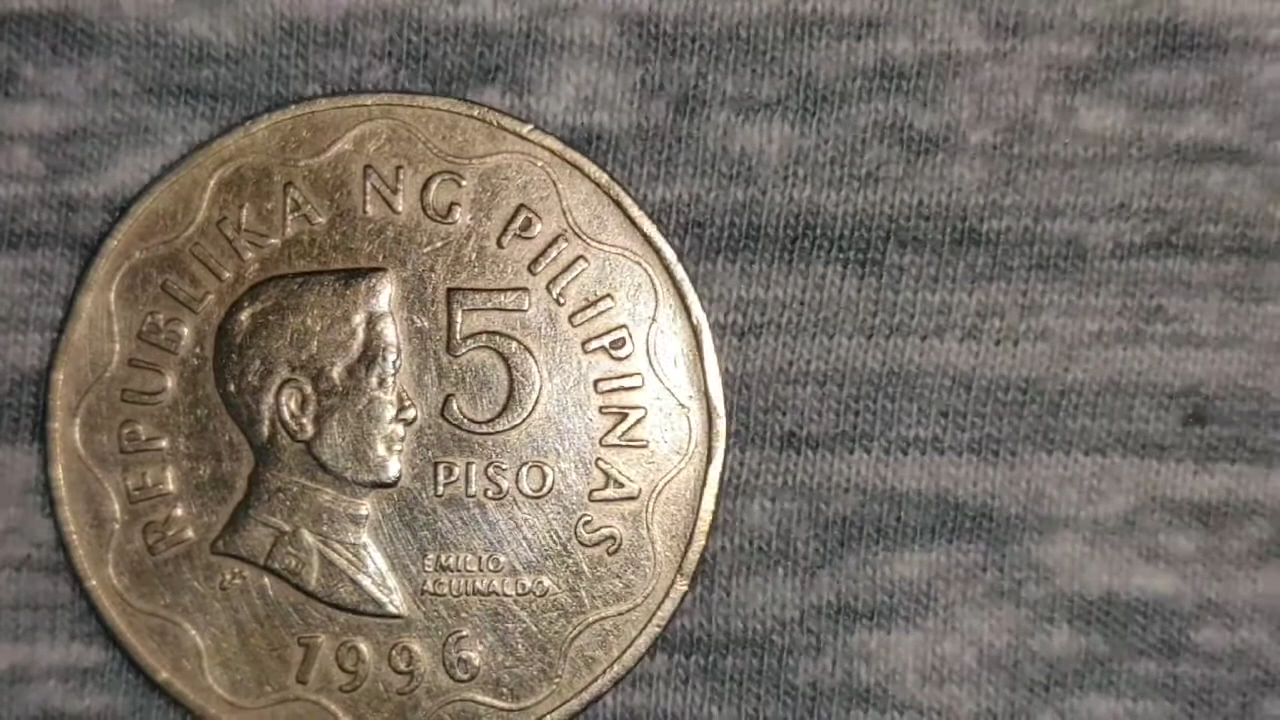 REPUBLIKA NG PILIPINAS
5
PISO
EMILIO
AGUINALDO
1996